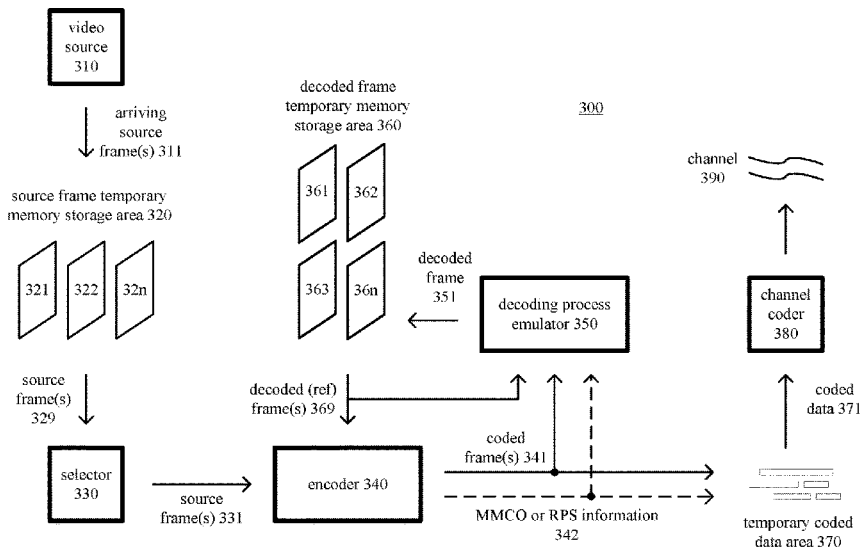 video
source
310
arriving
source
frame(s) 311
source frame temporary
memory storage area 320
321
322
32n
source
frame(s)
329
selector
330
source
frame(s) 331
decoded frame
temporary memory
storage area 360
361
362
363
36n
decoded
frame
351
decoded (ref)
frame(s) 369
encoder 340
300
decoding process
emulator 350
coded
frame(s) 341
MMCO or RPS information
342
channel
390
channel
coder
380
coded
data 371
temporary coded
data area 370